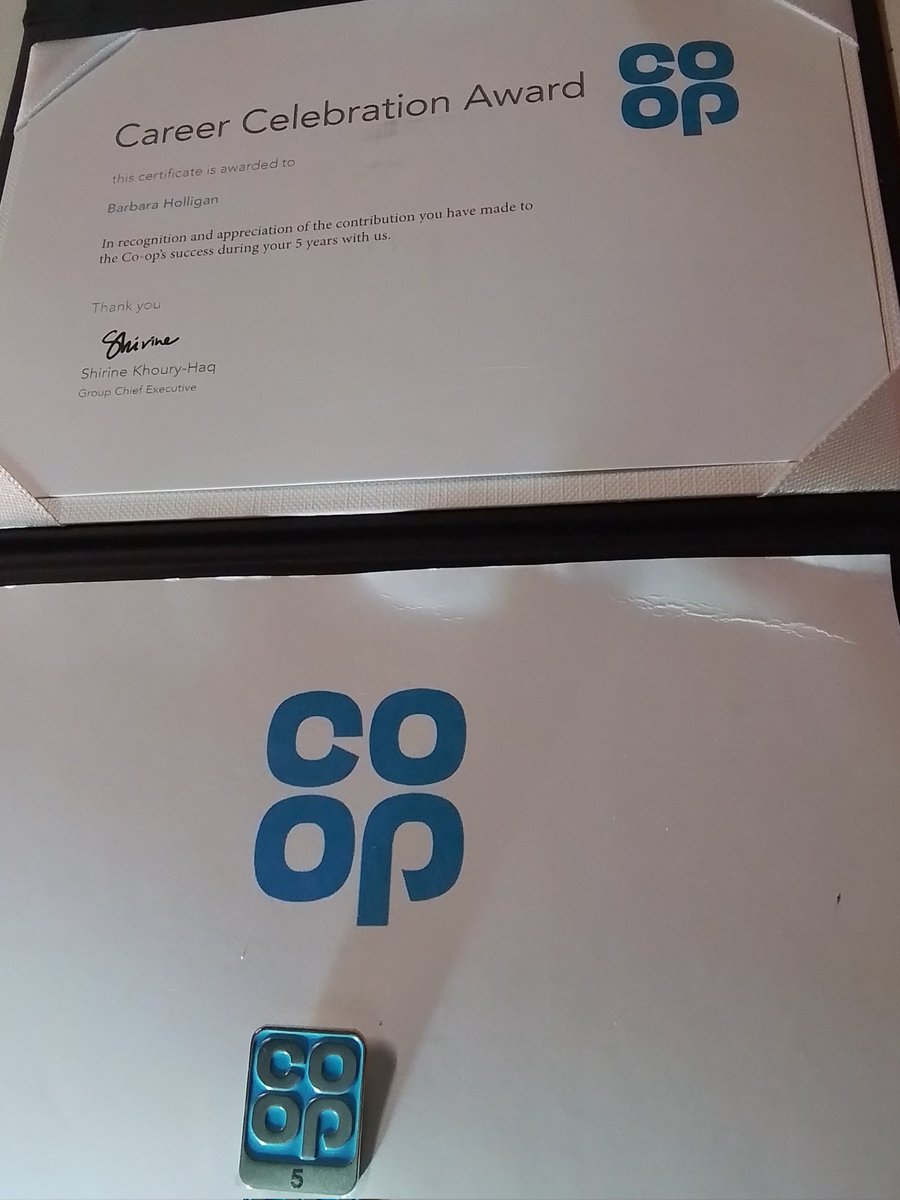 Career Celebration Award
co
op
this certificate is awarded to
Barbara Holligan
In recognition and appreciation of the contribution you have made to
the Co-op's success during your 5 years with us.
Thank you
Shirine
Shirine Khoury-Haq
Group Chief Executive
co
op
co
op
5